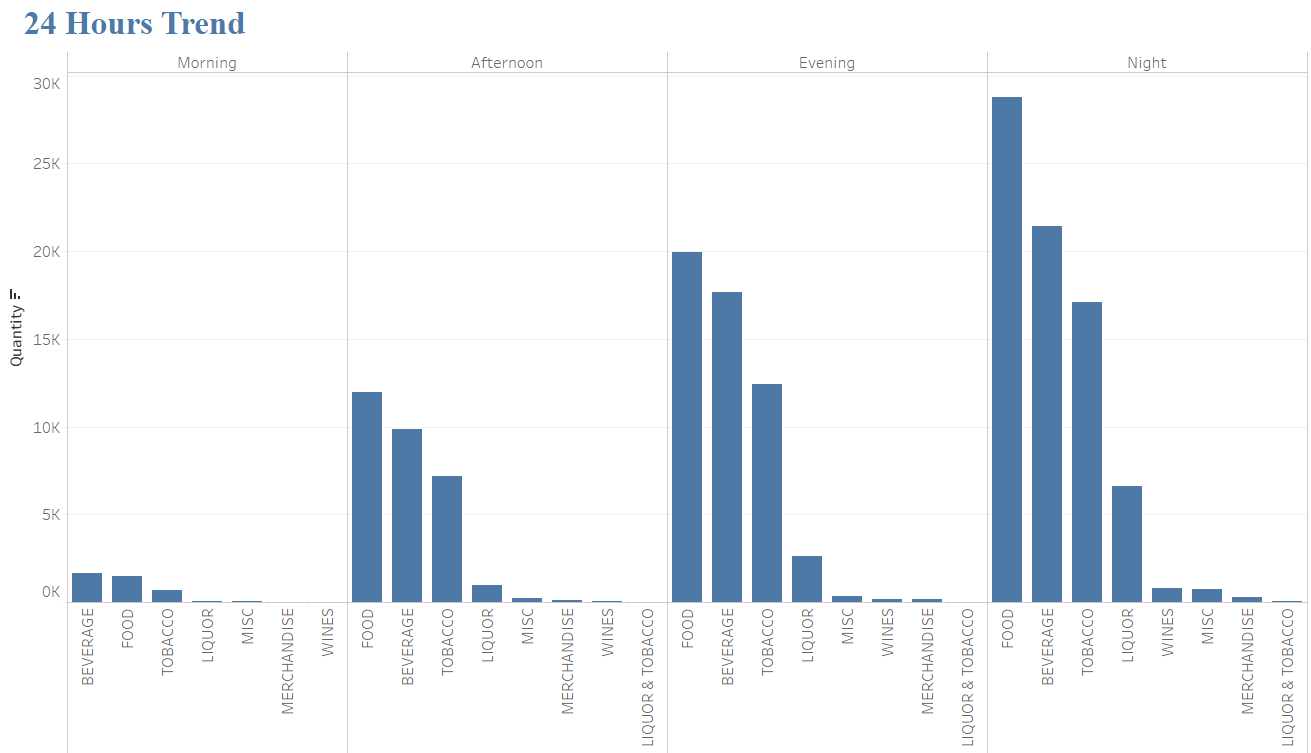 24 Hours Trend
Morning Afternoon Evening Night
30K
25K
20K
15K
10K
5K
0K
Quantity
BEVERAGE FOOD TOBACCO LIQUOR MISC MERCHANDISE WINES FOOD BEVERAGE TOBACCO LIQUOR MISC MERCHANDISE WINES LIQUOR & TOBACCO FOOD BEVERAGE TOBACCO LIQUOR MISC WINES MERCHANDISE LIQUOR & TOBACCO FOOD BEVERAGE TOBACCO LIQUOR WINES MISC MERCHANDISE LIQUOR & TOBACCO